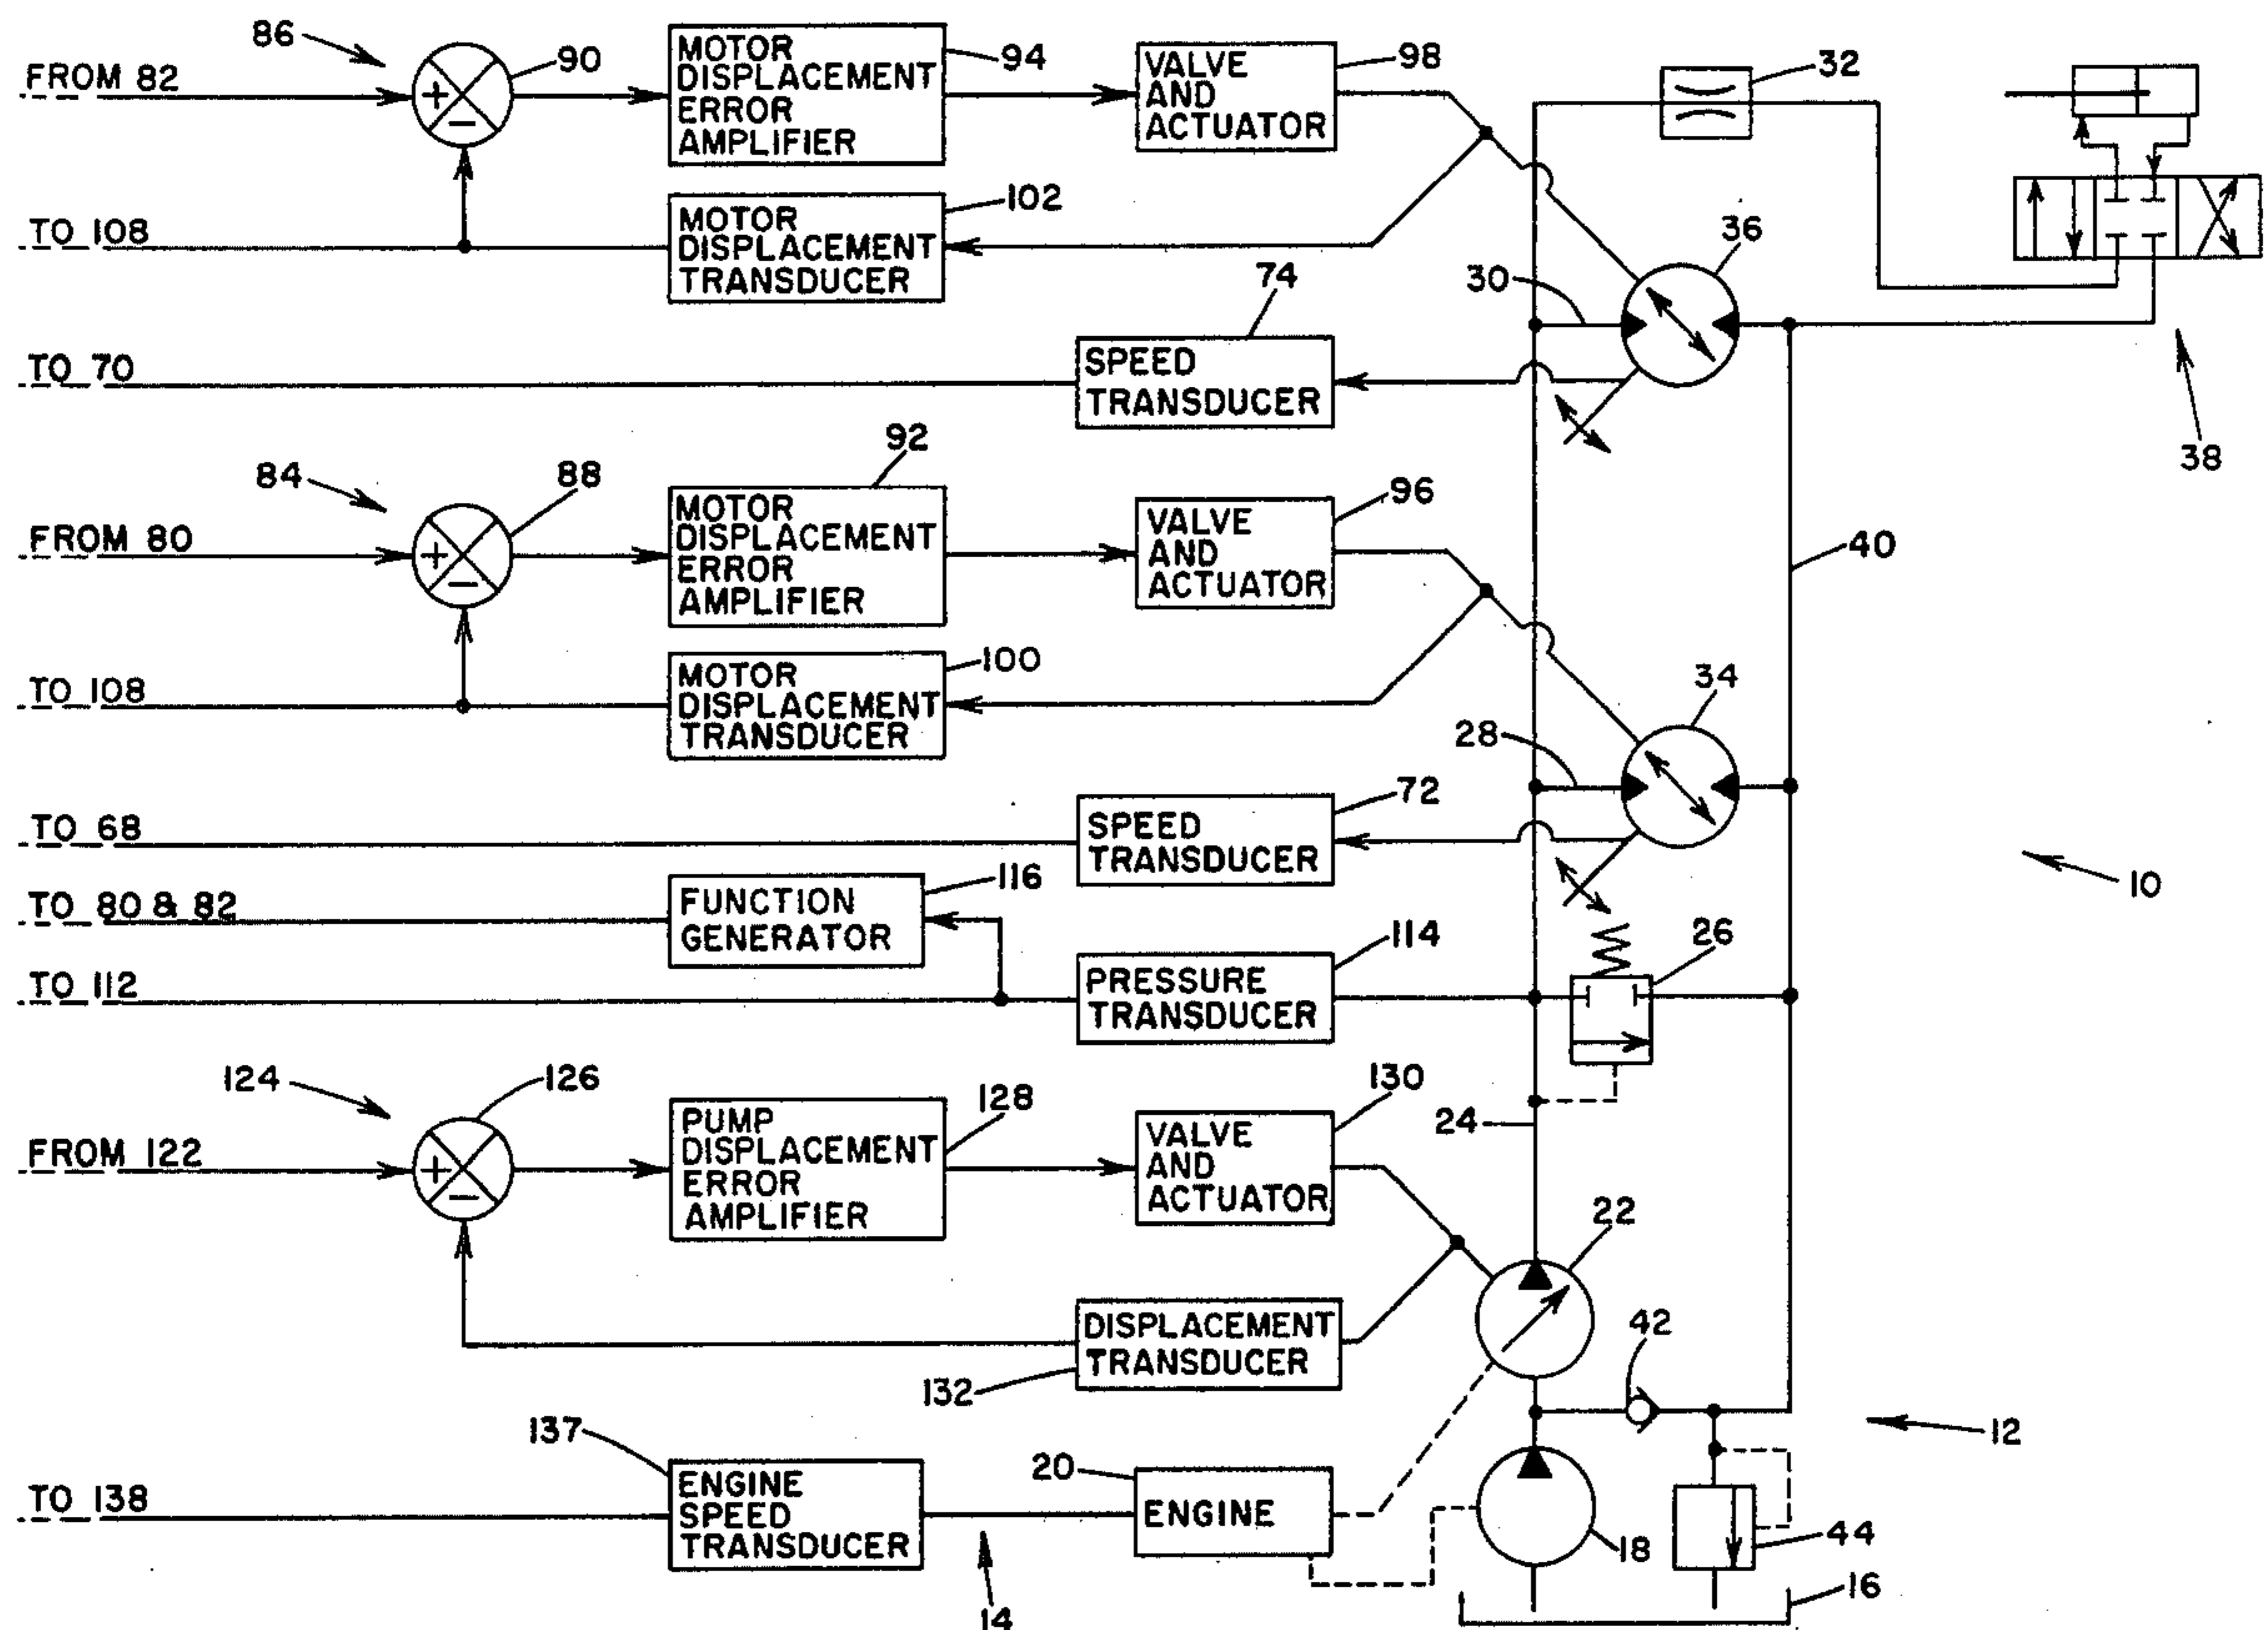 86
FROM 82
+
−
90
MOTOR
DISPLACEMENT
ERROR
AMPLIFIER
94
VALVE
AND
ACTUATOR
98
32
TO 108
MOTOR
DISPLACEMENT
TRANSDUCER
102
36
30
74
TO 70
SPEED
TRANSDUCER
38
84
FROM 80
+
−
88
92
MOTOR
DISPLACEMENT
ERROR
AMPLIFIER
VALVE
AND
ACTUATOR
96
40
TO 108
MOTOR
DISPLACEMENT
TRANSDUCER
100
34
28
TO 68
SPEED
TRANSDUCER
72
10
TO 80 & 82
FUNCTION
GENERATOR
116
26
TO 112
PRESSURE
TRANSDUCER
114
124
FROM 122
+
−
126
PUMP
DISPLACEMENT
ERROR
AMPLIFIER
128
VALVE
AND
ACTUATOR
130
24
22
DISPLACEMENT
TRANSDUCER
132
42
12
137
TO 138
ENGINE
SPEED
TRANSDUCER
14
20
ENGINE
18
44
16